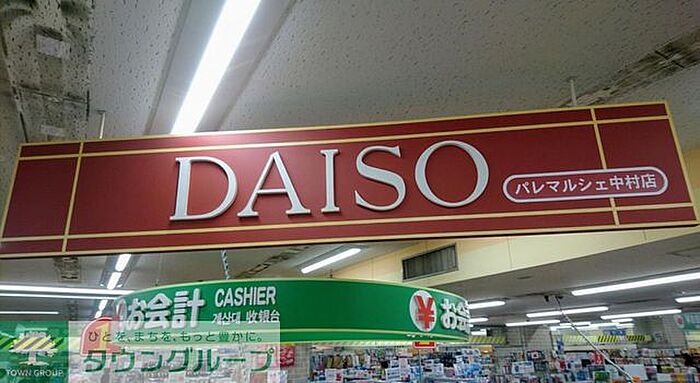 DAISO
パレマルシェ中村店
お会計 CASHIER
계산대 收银台
¥お会
ひとを、まちを、もっと豊かに。
タウングループ
TOWN GROUP